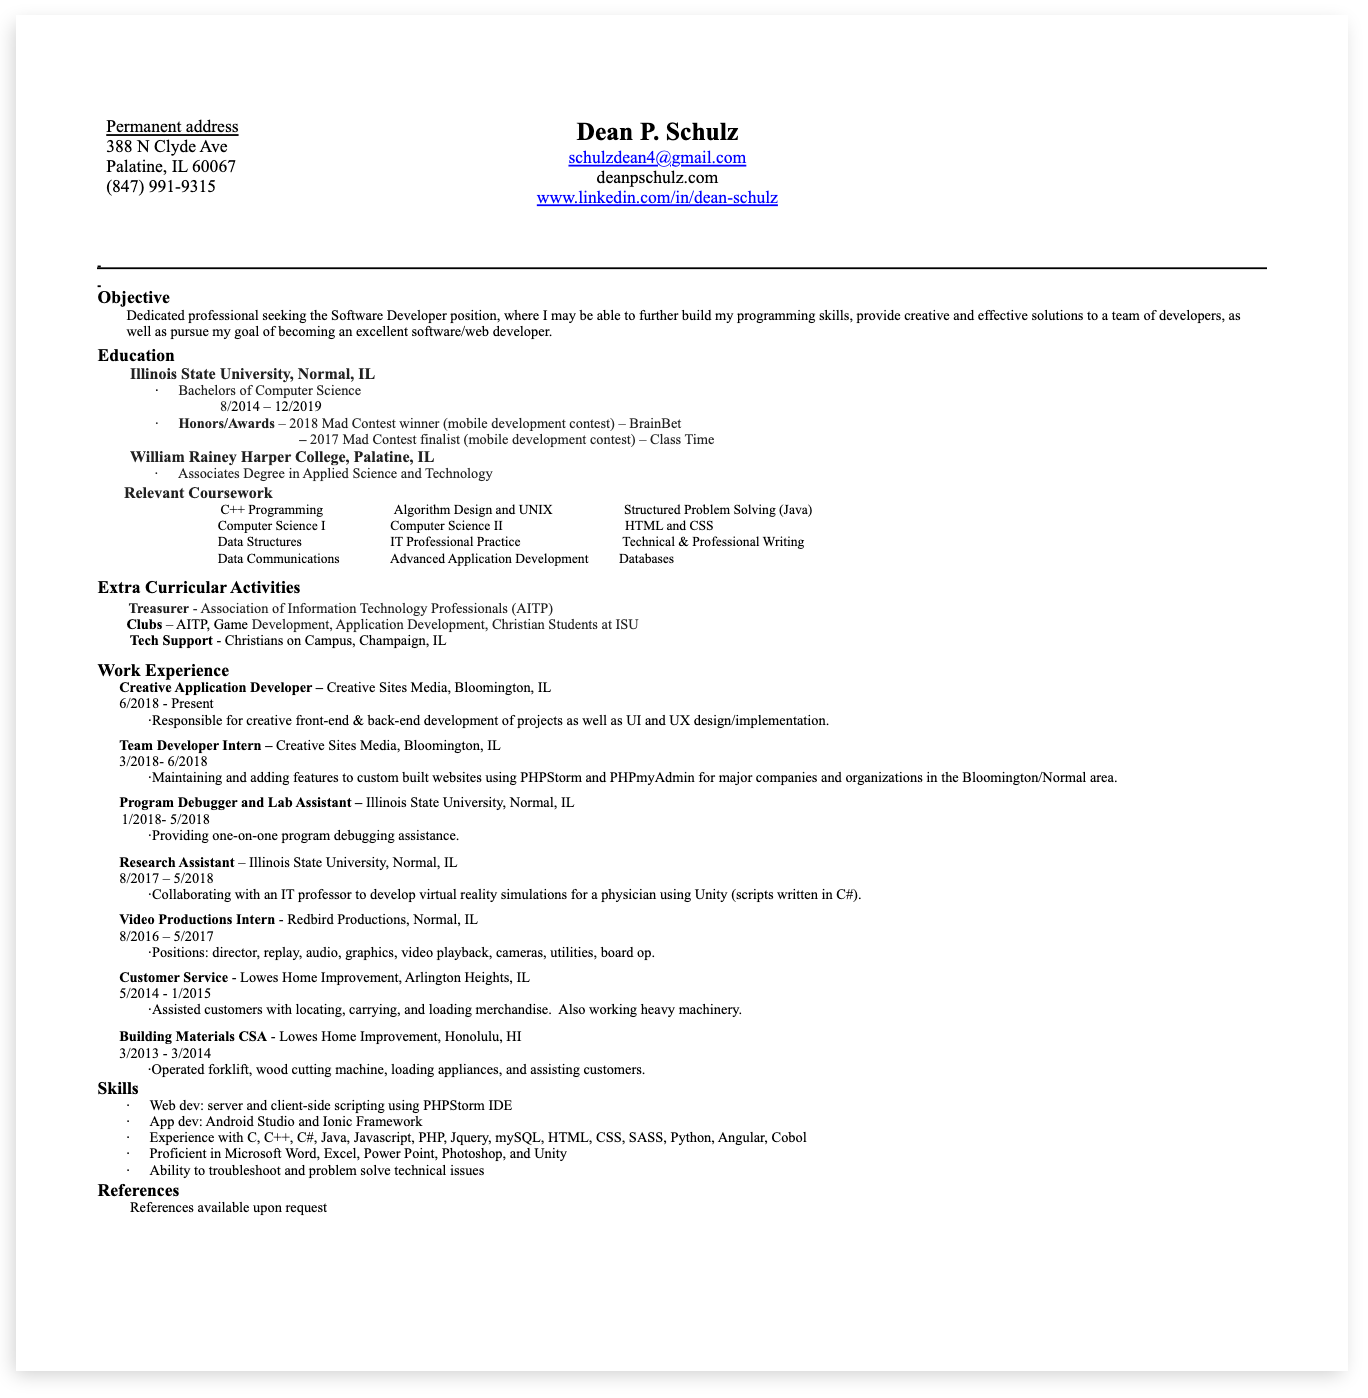 Permanent address
388 N Clyde Ave
Palatine, IL 60067
(847) 991-9315
Dean P. Schulz
schulzdean4@gmail.com
deanpschulz.com
www.linkedin.com/in/dean-schulz
Objective
Dedicated professional seeking the Software Developer position, where I may be able to further build my programming skills, provide creative and effective solutions to a team of developers, as
well as pursue my goal of becoming an excellent software/web developer.
Education
Illinois State University, Normal, IL
· Bachelors of Computer Science
8/2014 – 12/2019
· Honors/Awards – 2018 Mad Contest winner (mobile development contest) – BrainBet
– 2017 Mad Contest finalist (mobile development contest) – Class Time
William Rainey Harper College, Palatine, IL
· Associates Degree in Applied Science and Technology
Relevant Coursework
C++ Programming Algorithm Design and UNIX Structured Problem Solving (Java)
Computer Science I Computer Science II HTML and CSS
Data Structures IT Professional Practice Technical & Professional Writing
Data Communications Advanced Application Development Databases
Extra Curricular Activities
Treasurer - Association of Information Technology Professionals (AITP)
Clubs – AITP, Game Development, Application Development, Christian Students at ISU
Tech Support - Christians on Campus, Champaign, IL
Work Experience
Creative Application Developer – Creative Sites Media, Bloomington, IL
6/2018 - Present
·Responsible for creative front-end & back-end development of projects as well as UI and UX design/implementation.
Team Developer Intern – Creative Sites Media, Bloomington, IL
3/2018- 6/2018
·Maintaining and adding features to custom built websites using PHPStorm and PHPmyAdmin for major companies and organizations in the Bloomington/Normal area.
Program Debugger and Lab Assistant – Illinois State University, Normal, IL
1/2018- 5/2018
·Providing one-on-one program debugging assistance.
Research Assistant – Illinois State University, Normal, IL
8/2017 – 5/2018
·Collaborating with an IT professor to develop virtual reality simulations for a physician using Unity (scripts written in C#).
Video Productions Intern - Redbird Productions, Normal, IL
8/2016 – 5/2017
·Positions: director, replay, audio, graphics, video playback, cameras, utilities, board op.
Customer Service - Lowes Home Improvement, Arlington Heights, IL
5/2014 - 1/2015
·Assisted customers with locating, carrying, and loading merchandise.  Also working heavy machinery.
Building Materials CSA - Lowes Home Improvement, Honolulu, HI
3/2013 - 3/2014
·Operated forklift, wood cutting machine, loading appliances, and assisting customers.
Skills
· Web dev: server and client-side scripting using PHPStorm IDE
· App dev: Android Studio and Ionic Framework
· Experience with C, C++, C#, Java, Javascript, PHP, Jquery, mySQL, HTML, CSS, SASS, Python, Angular, Cobol
· Proficient in Microsoft Word, Excel, Power Point, Photoshop, and Unity
· Ability to troubleshoot and problem solve technical issues
References
References available upon request